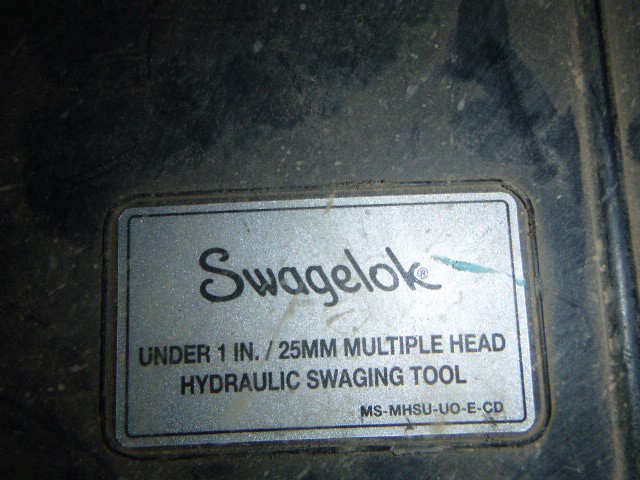 Swagelok®
UNDER 1 IN. / 25MM MULTIPLE HEAD
HYDRAULIC SWAGING TOOL
MS-MHSU-UO-E-CD